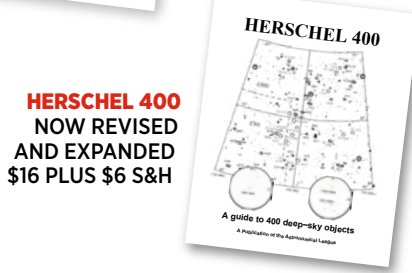 HERSCHEL 400
NOW REVISED
AND EXPANDED
$16 PLUS $6 S&H
HERSCHEL 400
A guide to 400 deep-sky objects
A Publication of the Astronomical League